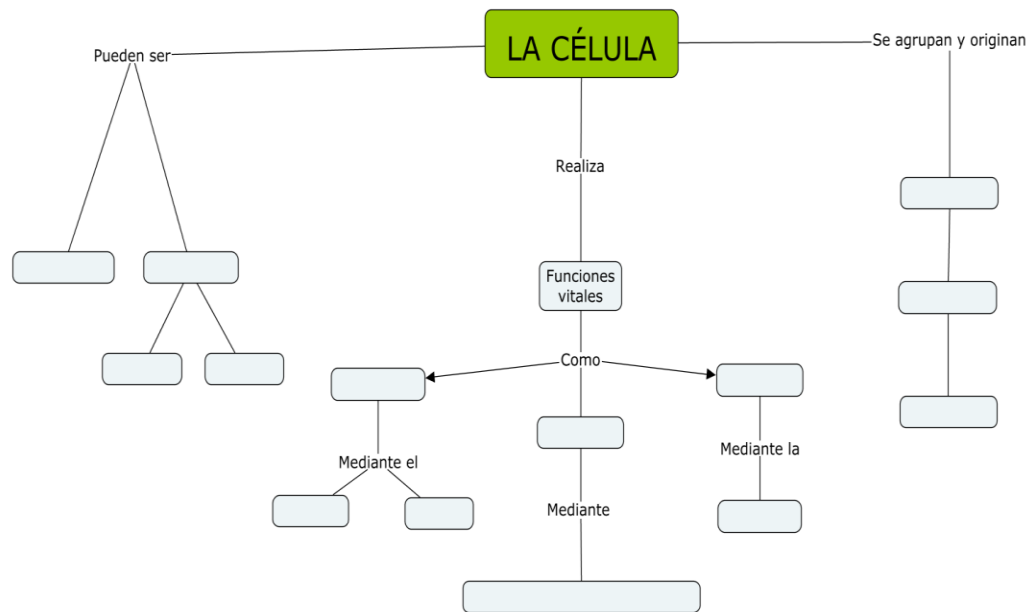 LA CÉLULA
Pueden ser
Se agrupan y originan
Realiza
Funciones
vitales
Como
Mediante el
Mediante la
Mediante